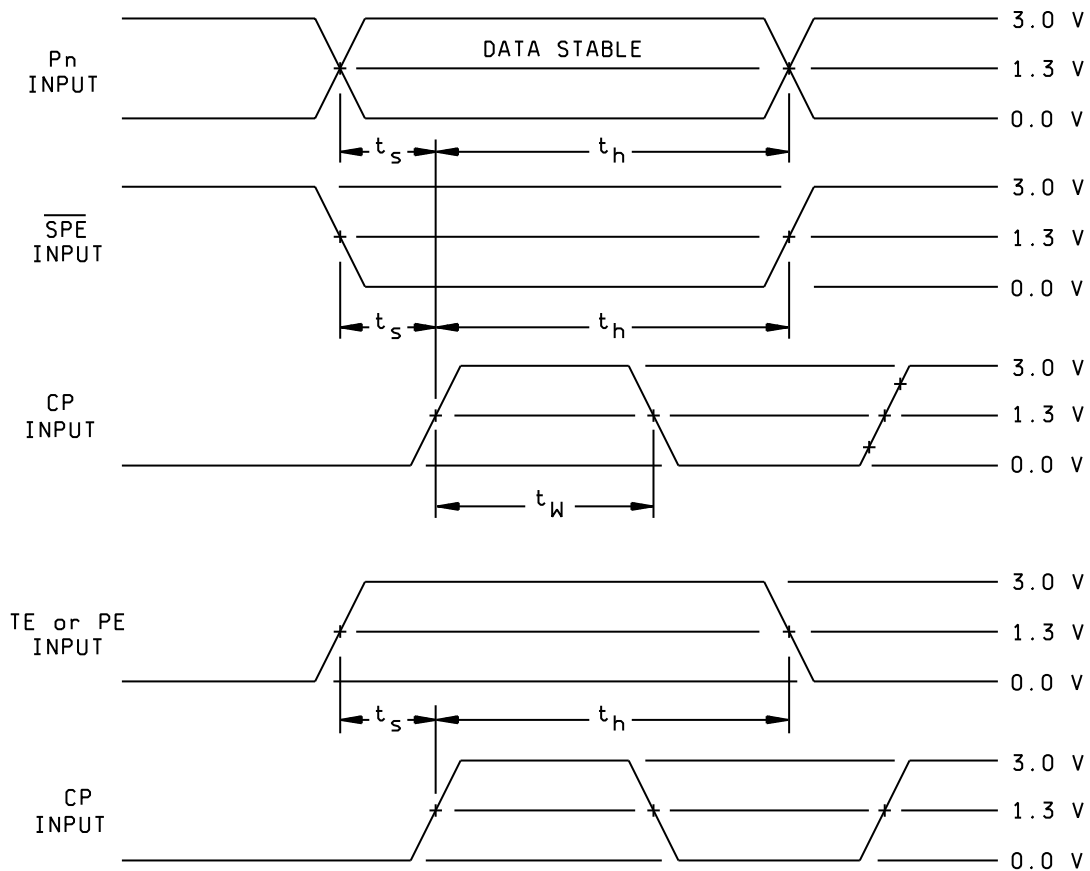 3.0 V
Pn
INPUT
DATA STABLE
1.3 V
0.0 V
ts
th
3.0 V
SPE
INPUT
1.3 V
0.0 V
ts
th
3.0 V
CP
INPUT
1.3 V
0.0 V
tW
3.0 V
TE or PE
INPUT
1.3 V
0.0 V
ts
th
3.0 V
CP
INPUT
1.3 V
0.0 V